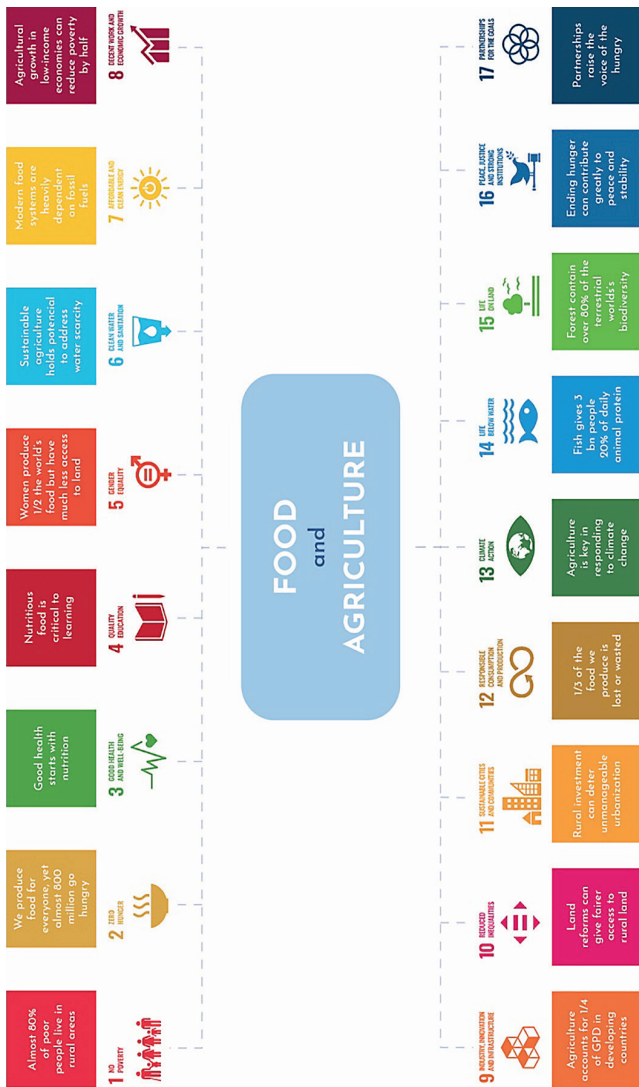 Almost 80%
of poor
people live in
rural areas
We produce
food for
everyone, yet
almost 800
million go
hungry
Good health
starts with
nutrition
Nutritious
food is
critical to
learning
Women produce
1/2 the world's
food but have
much less access
to land
Sustainable
agriculture
holds potencial
to address
water scarcity
Modern food
systems are
heavily
dependent
on fossil
fuels
Agricultural
growth in
low-income
economies can
reduce poverty
by half
1 NO
POVERTY
2 ZERO
HUNGER
3 GOOD HEALTH
AND WELL-BEING
4 QUALITY
EDUCATION
5 GENDER
EQUALITY
6 CLEAN WATER
AND SANITATION
7 AFFORDABLE AND
CLEAN ENERGY
8 DECENT WORK AND
ECONOMIC GROWTH
FOOD
and
AGRICULTURE
9 INDUSTRY, INNOVATION
AND INFRASTRUCTURE
10 REDUCED
INEQUALITIES
11 SUSTAINABLE CITIES
AND COMMUNITIES
12 RESPONSIBLE
CONSUMPTION
AND PRODUCTION
13 CLIMATE
ACTION
14 LIFE
BELOW WATER
15 LIFE
ON LAND
16 PEACE, JUSTICE
AND STRONG
INSTITUTIONS
17 PARTNERSHIPS
FOR THE GOALS
Agriculture
accounts for 1/4
of GPD in
developing
countries
Land
reforms can
give fairer
access to
rural land
Rural investment
can deter
unmanageable
urbanization
1/3 of the
food we
produce is
lost or wasted
Agriculture
is key in
responding
to climate
change
Fish gives 3
bn people
20% of daily
animal protein
Forest contain
over 80% of the
terrestrial
worlds's
biodiversity
Ending hunger
can contribute
greatly to
peace and
stability
Partnerships
raise the
voice of the
hungry